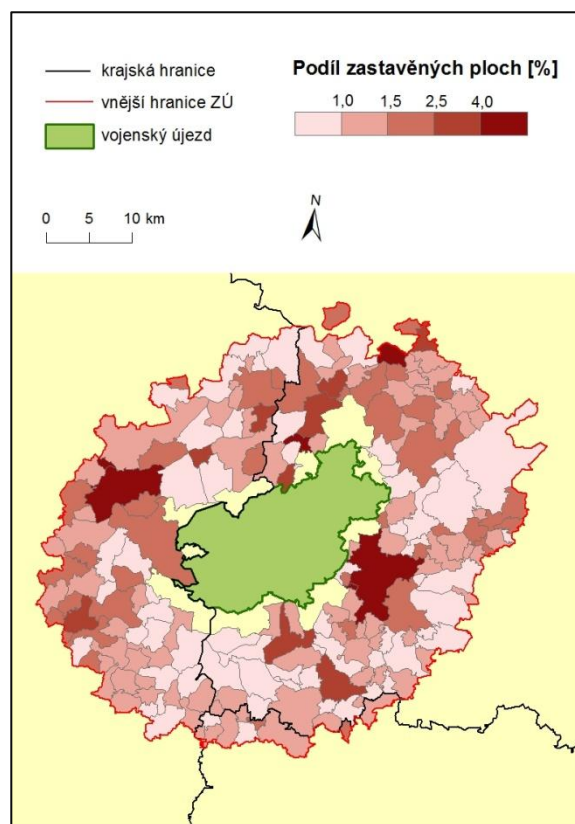 krajská hranice
vnější hranice ZÚ
vojenský újezd
Podíl zastavěných ploch [%]
1,0 1,5 2,5 4,0
0 5 10 km
N